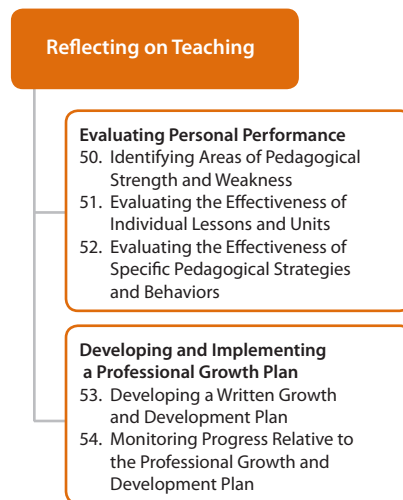 Reflecting on Teaching
Evaluating Personal Performance
50. Identifying Areas of Pedagogical
Strength and Weakness
51. Evaluating the Effectiveness of
Individual Lessons and Units
52. Evaluating the Effectiveness of
Specific Pedagogical Strategies
and Behaviors
Developing and Implementing
a Professional Growth Plan
53. Developing a Written Growth
and Development Plan
54. Monitoring Progress Relative to
the Professional Growth and
Development Plan